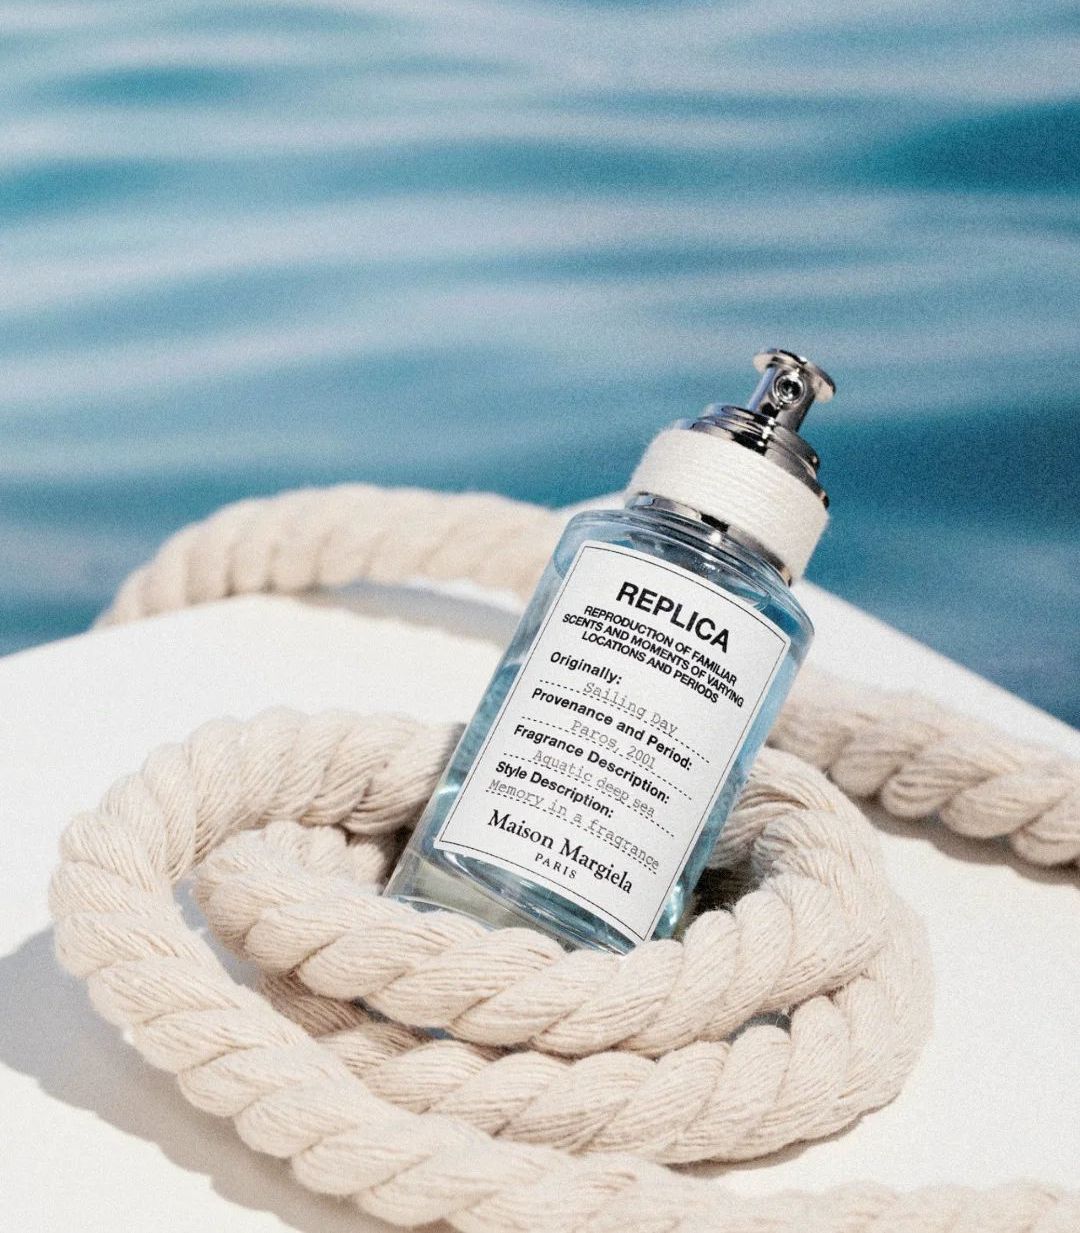 REPLICA
REPRODUCTION OF FAMILIAR
SCENTS AND MOMENTS OF VARYING
LOCATIONS AND PERIODS
Originally:
Sailing Day
Provenance and Period:
Paros, 2001
Fragrance Description:
Aquatic deep sea
Style Description:
Memory in a fragrance
Maison Margiela
PARIS